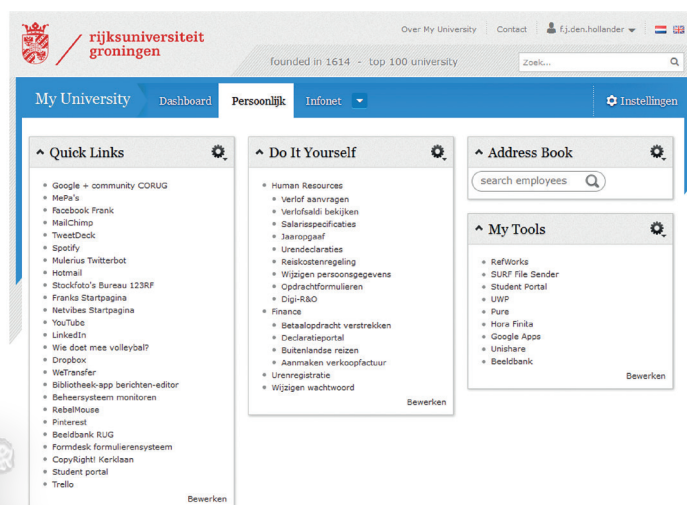 rijksuniversiteit
groningen
Over My University
Contact
f.j.den.hollander
founded in 1614 - top 100 university
Zoek...
My University
Dashboard
Persoonlijk
Infonet
Instellingen
Quick Links
Google + community CORUG
MePa's
Facebook Frank
MailChimp
TweetDeck
Spotify
Mulerius Twitterbot
Hotmail
Stockfoto's Bureau 123RF
Franks Startpagina
Netvibes Startpagina
YouTube
LinkedIn
Wie doet mee volleybal?
Dropbox
WeTransfer
Bibliotheek-app berichten-editor
Beheersysteem monitoren
RebelMouse
Pinterest
Beeldbank RUG
Formdesk formulierensysteem
CopyRight! Kerklaan
Student portal
Trello
Bewerken
Do It Yourself
Human Resources
Verlof aanvragen
Verlofsaldi bekijken
Salarisspecificaties
Jaaropgaaf
Urendeclaraties
Reiskostenregeling
Wijzigen persoonsgegevens
Opdrachtformulieren
Digi-R&O
Finance
Betaalopdracht verstrekken
Declaratieportal
Buitenlandse reizen
Aanmaken verkoopfactuur
Urenregistratie
Wijzigen wachtwoord
Bewerken
Address Book
search employees
My Tools
RefWorks
SURF File Sender
Student Portal
UWP
Pure
Hora Finita
Google Apps
Unishare
Beeldbank
Bewerken